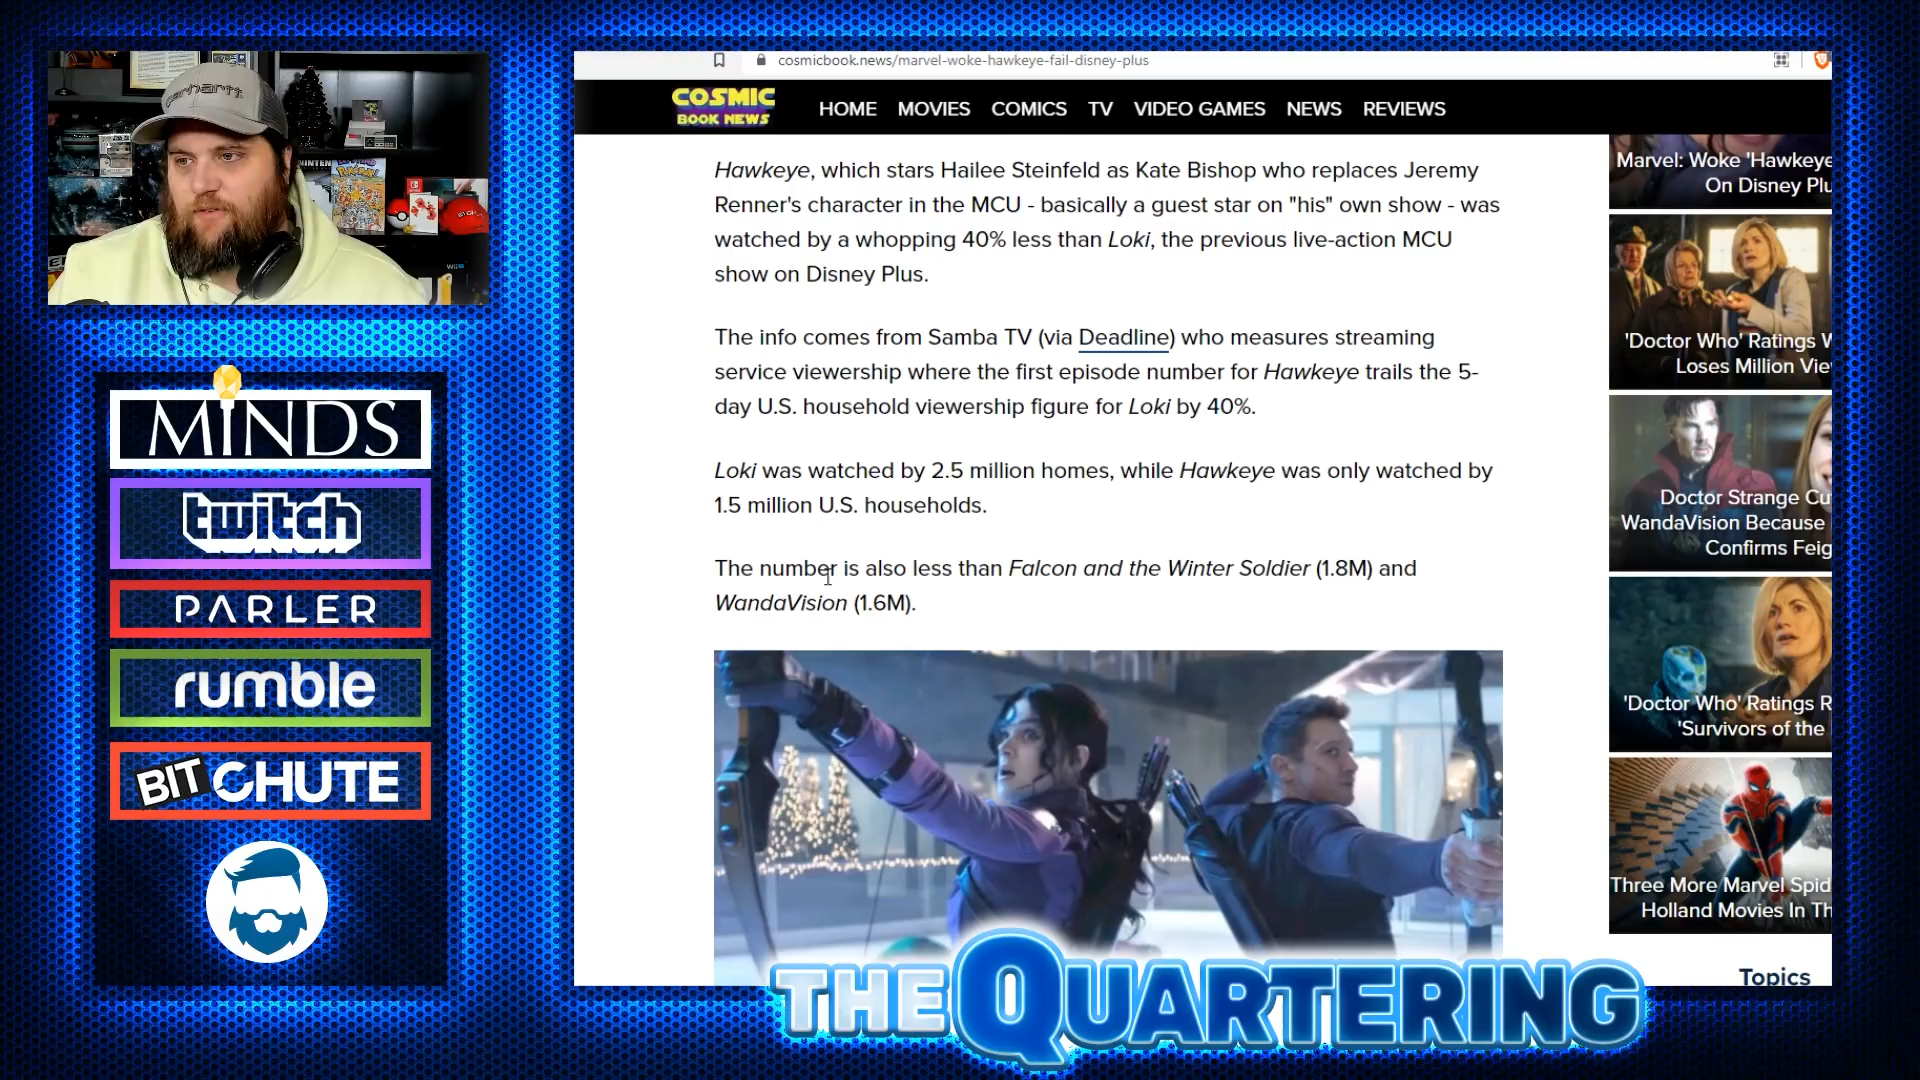 carhartt
cosmicbook.news/marvel-woke-hawkeye-fail-disney-plus
COSMIC
BOOK NEWS
HOME MOVIES COMICS TV VIDEO GAMES NEWS REVIEWS
Hawkeye, which stars Hailee Steinfeld as Kate Bishop who replaces Jeremy
Renner's character in the MCU - basically a guest star on "his" own show - was
watched by a whopping 40% less than Loki, the previous live-action MCU
show on Disney Plus.
The info comes from Samba TV (via Deadline) who measures streaming
service viewership where the first episode number for Hawkeye trails the 5-
day U.S. household viewership figure for Loki by 40%.
Loki was watched by 2.5 million homes, while Hawkeye was only watched by
1.5 million U.S. households.
The number is also less than Falcon and the Winter Soldier (1.8M) and
WandaVision (1.6M).
Marvel: Woke 'Hawkeye
On Disney Plu
'Doctor Who' Ratings W
Loses Million Vie
Doctor Strange Cu
WandaVision Because
Confirms Feig
'Doctor Who' Ratings R
'Survivors of the
Three More Marvel Spid
Holland Movies In Th
Topics
MINDS
twitch
PARLER
rumble
BITCHUTE
THE QUARTERING